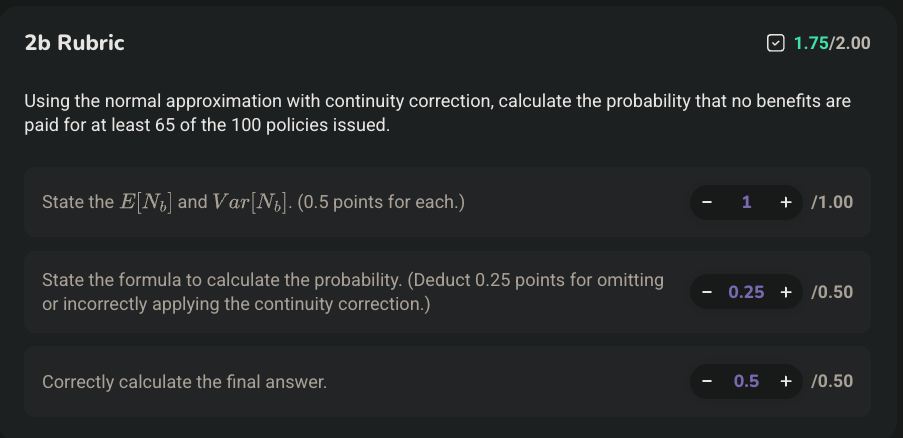 2b Rubric
1.75/2.00
Using the normal approximation with continuity correction, calculate the probability that no benefits are
paid for at least 65 of the 100 policies issued.
State the E[N_b] and Var[N_b]. (0.5 points for each.)
− 1 + /1.00
State the formula to calculate the probability. (Deduct 0.25 points for omitting
or incorrectly applying the continuity correction.)
− 0.25 + /0.50
Correctly calculate the final answer.
− 0.5 + /0.50